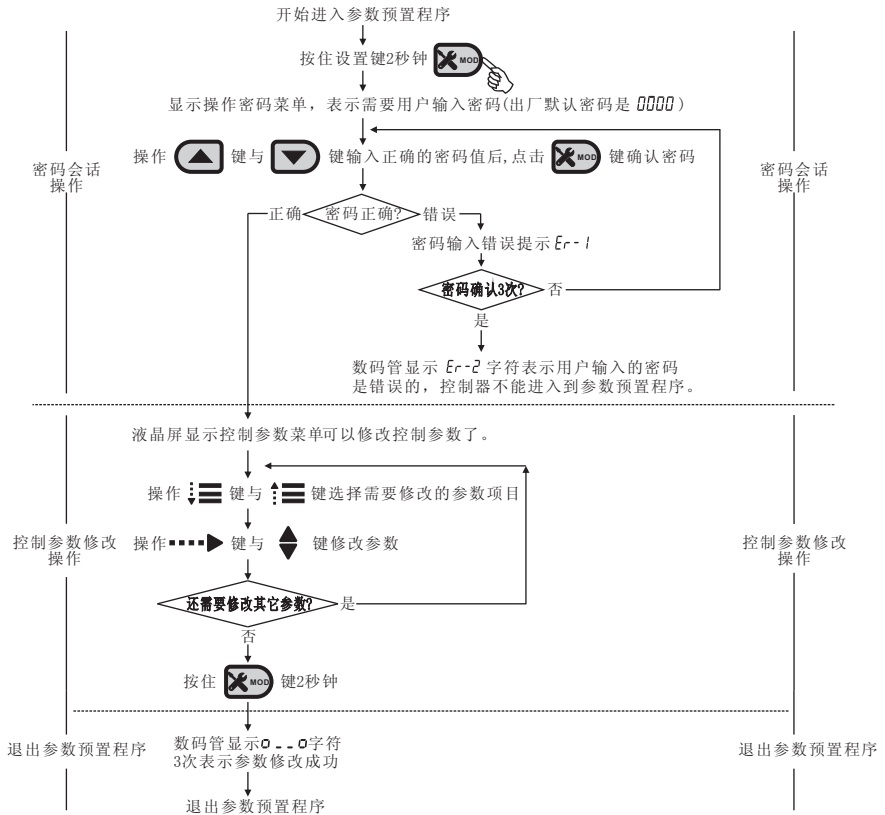 开始进入参数预置程序
按住设置键2秒钟 MOD
显示操作密码菜单，表示需要用户输入密码(出厂默认密码是 0000)
操作 键与 键输入正确的密码值后,点击 MOD 键确认密码
密码会话
操作
密码会话
操作
正确 密码正确? 错误
密码输入错误提示 Er-1
密码确认3次? 否
是
数码管显示 Er-2 字符表示用户输入的密码
是错误的，控制器不能进入到参数预置程序。
液晶屏显示控制参数菜单可以修改控制参数了。
操作 键与 键选择需要修改的参数项目
控制参数修改
操作
操作 键与 键修改参数
控制参数修改
操作
还需要修改其它参数? 是
否
按住 MOD 键2秒钟
退出参数预置程序
数码管显示o__o字符
3次表示参数修改成功
退出参数预置程序
退出参数预置程序